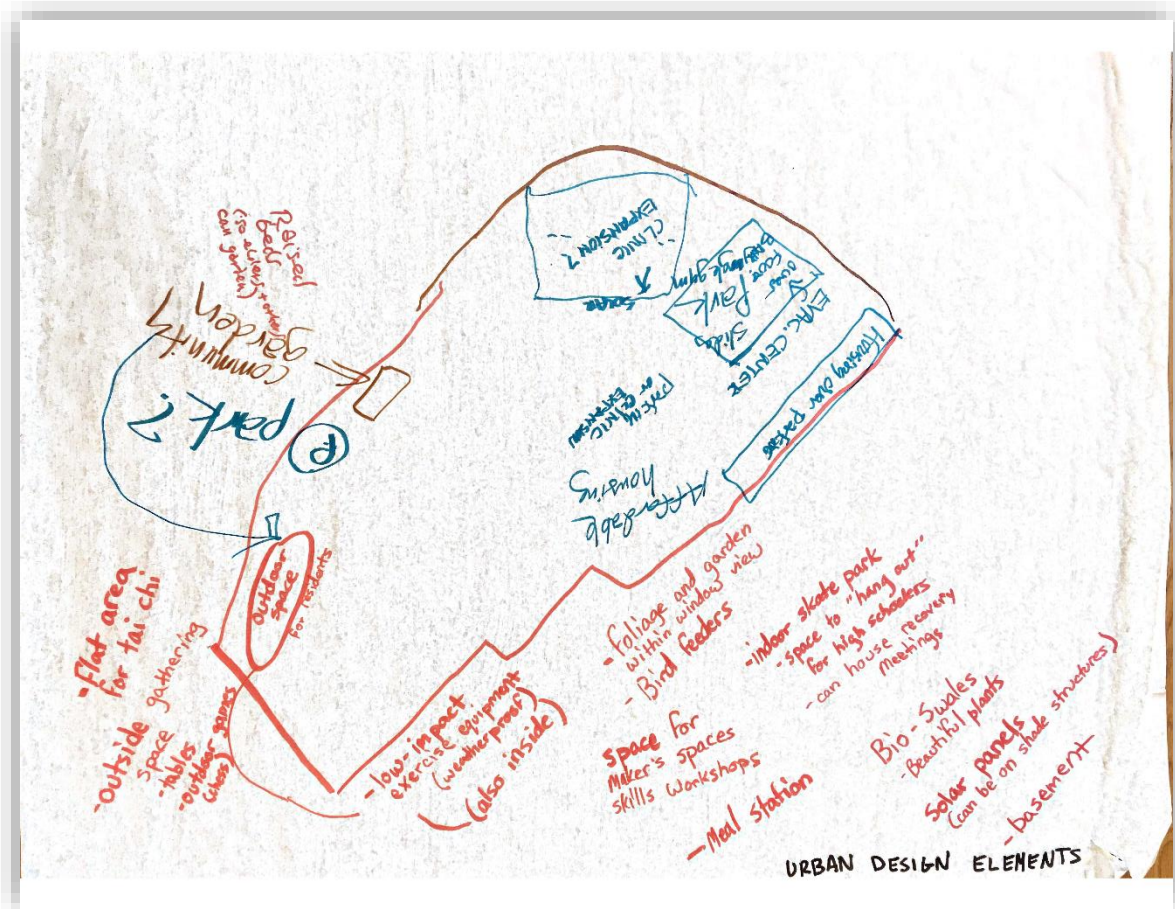 Raised
beds
(so elders + others
can garden)
community
garden
park?
P
CLINIC
EXPANSION?
SOLAR
Park
slides
EVAC. CENTER
Housing over parking
parking
or CLINIC
EXPANSION
Affordable
housing
outdoor
space
for residents
- Flat area
for tai chi
- outside gathering
space
- tables
- outdoor games
(chess)
- low-impact
exercise equipment
(weatherproof)
(also inside)
- foliage and garden
within window view
- Bird feeders
space for
maker's spaces
skills workshops
- Meal station
- indoor skate park
- space to "hang out"
for high schoolers
- can house recovery
meetings
Bio-Swales
- Beautiful plants
solar panels
(can be on shade structures)
- basement
URBAN DESIGN ELEMENTS